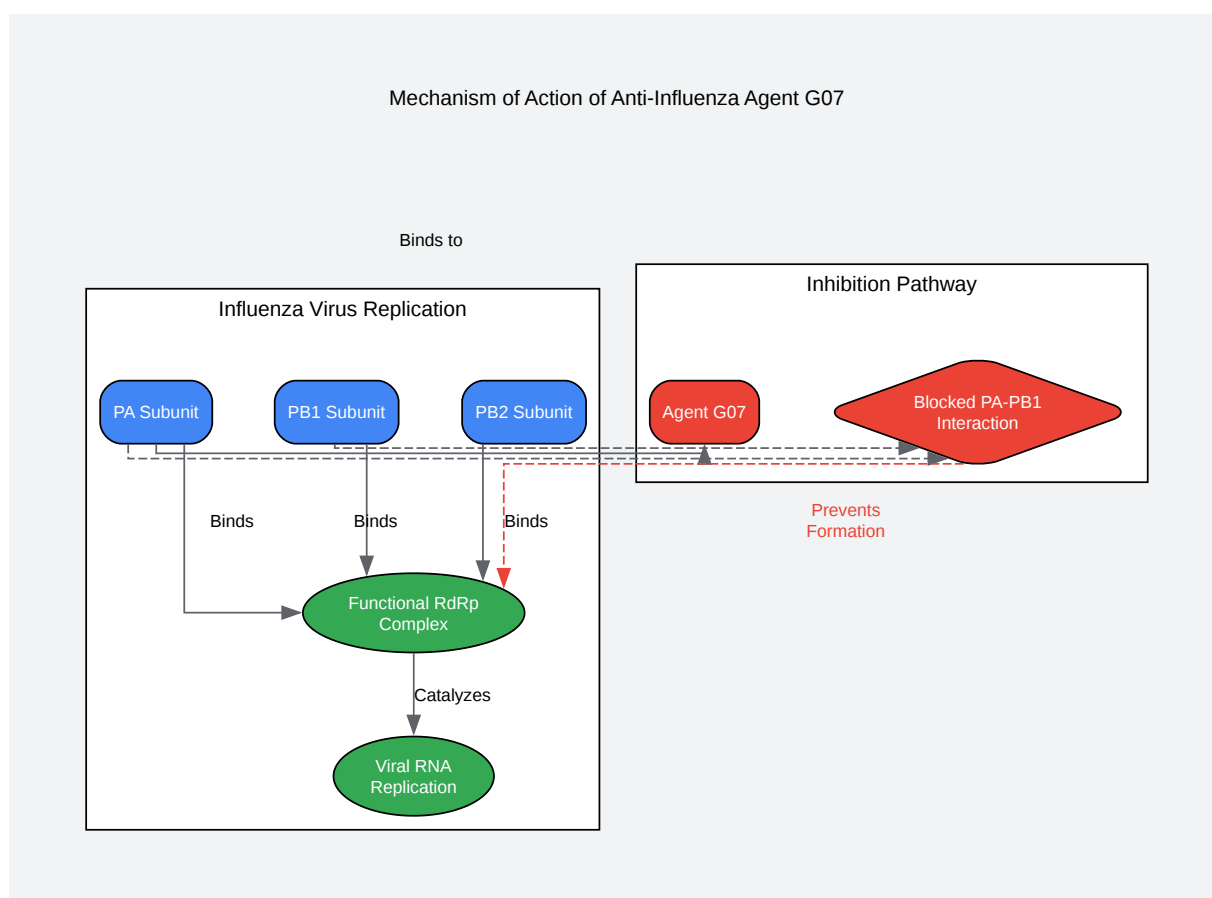 Mechanism of Action of Anti-Influenza Agent G07
Binds to
Influenza Virus Replication
Inhibition Pathway
PA Subunit
PB1 Subunit
PB2 Subunit
Agent G07
Blocked PA-PB1
Interaction
Binds
Binds
Binds
Prevents
Formation
Functional RdRp
Complex
Catalyzes
Viral RNA
Replication